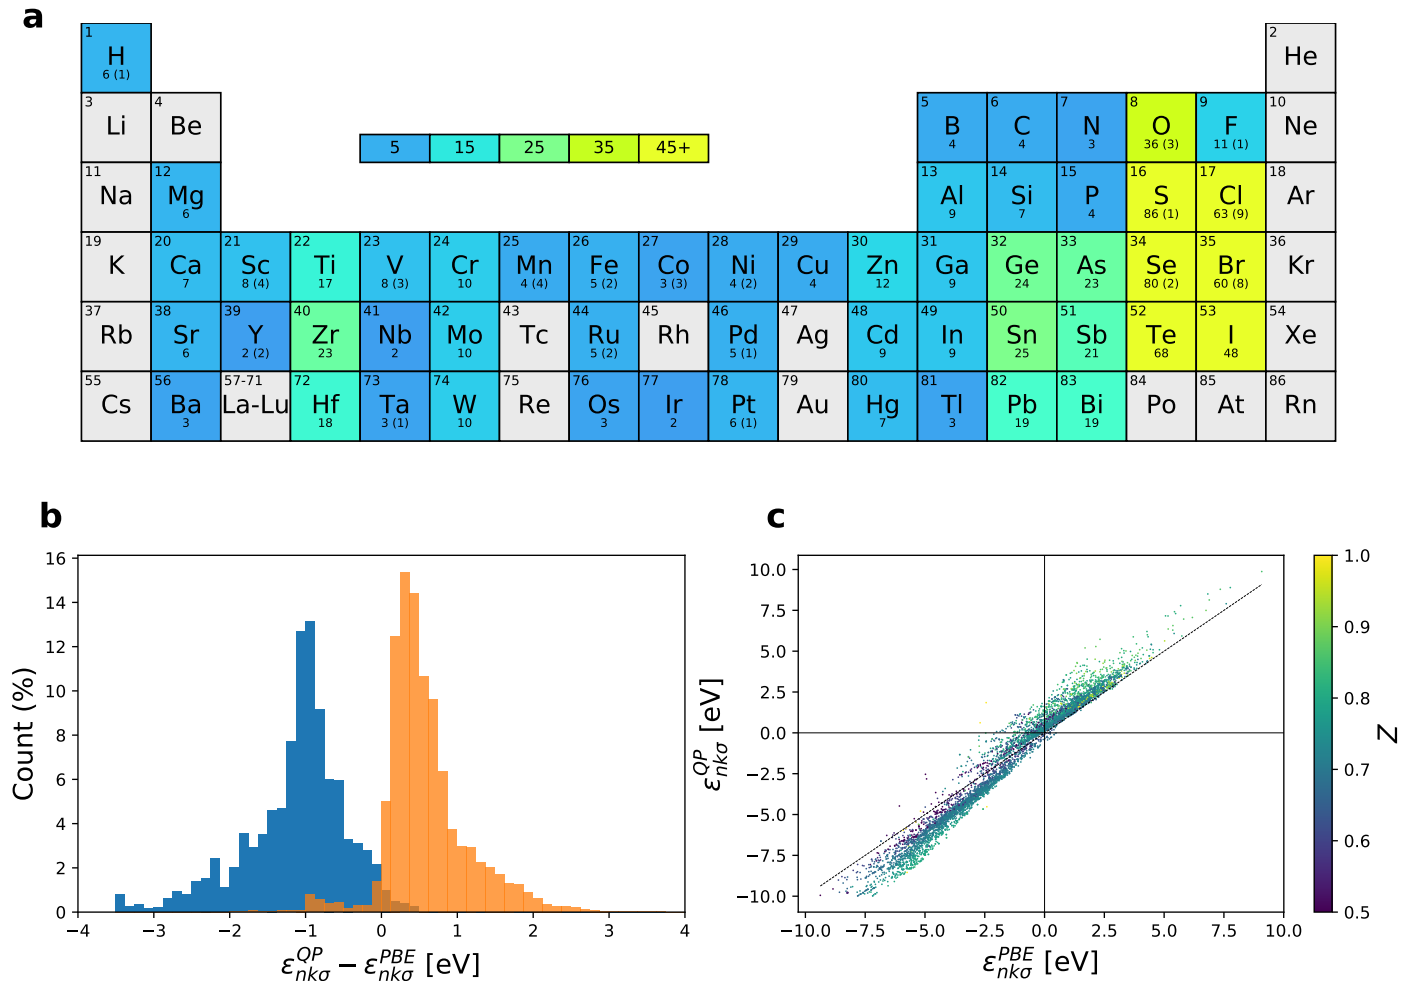 a
1 2
H He
6 (1)
3 4 5 6 7 8 9 10
Li Be B C N O F Ne
4 4 3 36 (3) 11 (1)
5 15 25 35 45+
11 12 13 14 15 16 17 18
Na Mg Al Si P S Cl Ar
6 9 7 4 86 (1) 63 (9)
19 20 21 22 23 24 25 26 27 28 29 30 31 32 33 34 35 36
K Ca Sc Ti V Cr Mn Fe Co Ni Cu Zn Ga Ge As Se Br Kr
7 8 (4) 17 8 (3) 10 4 (4) 5 (2) 3 (3) 4 (2) 4 12 9 24 23 80 (2) 60 (8)
37 38 39 40 41 42 43 44 45 46 47 48 49 50 51 52 53 54
Rb Sr Y Zr Nb Mo Tc Ru Rh Pd Ag Cd In Sn Sb Te I Xe
6 2 (2) 23 2 10 5 (2) 5 (1) 9 9 25 21 68 48
55 56 57-71 72 73 74 75 76 77 78 79 80 81 82 83 84 85 86
Cs Ba La-Lu Hf Ta W Re Os Ir Pt Au Hg Tl Pb Bi Po At Rn
3 18 3 (1) 10 3 2 6 (1) 7 3 19 19
b
16
14
12
10
8
6
4
2
0
Count (%)
−4 −3 −2 −1 0 1 2 3 4
ε^{QP}_{nkσ} − ε^{PBE}_{nkσ} [eV]
c
10.0
7.5
5.0
2.5
0.0
−2.5
−5.0
−7.5
−10.0
ε^{QP}_{nkσ} [eV]
−10.0 −7.5 −5.0 −2.5 0.0 2.5 5.0 7.5 10.0
ε^{PBE}_{nkσ} [eV]
1.0
0.9
0.8
0.7
0.6
0.5
Z